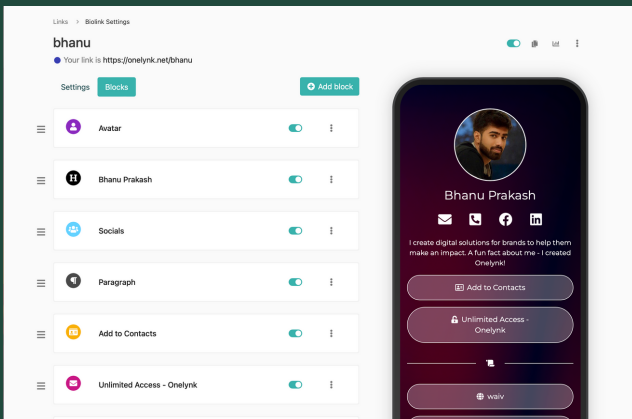 Links > Biolink Settings
bhanu
Your link is https://onelynk.net/bhanu
Settings
Blocks
Add block
Avatar
H
Bhanu Prakash
Socials
Paragraph
Add to Contacts
Unlimited Access - Onelynk
Bhanu Prakash
I create digital solutions for brands to help them
make an impact. A fun fact about me - I created
Onelynk!
Add to Contacts
Unlimited Access -
Onelynk
waiv